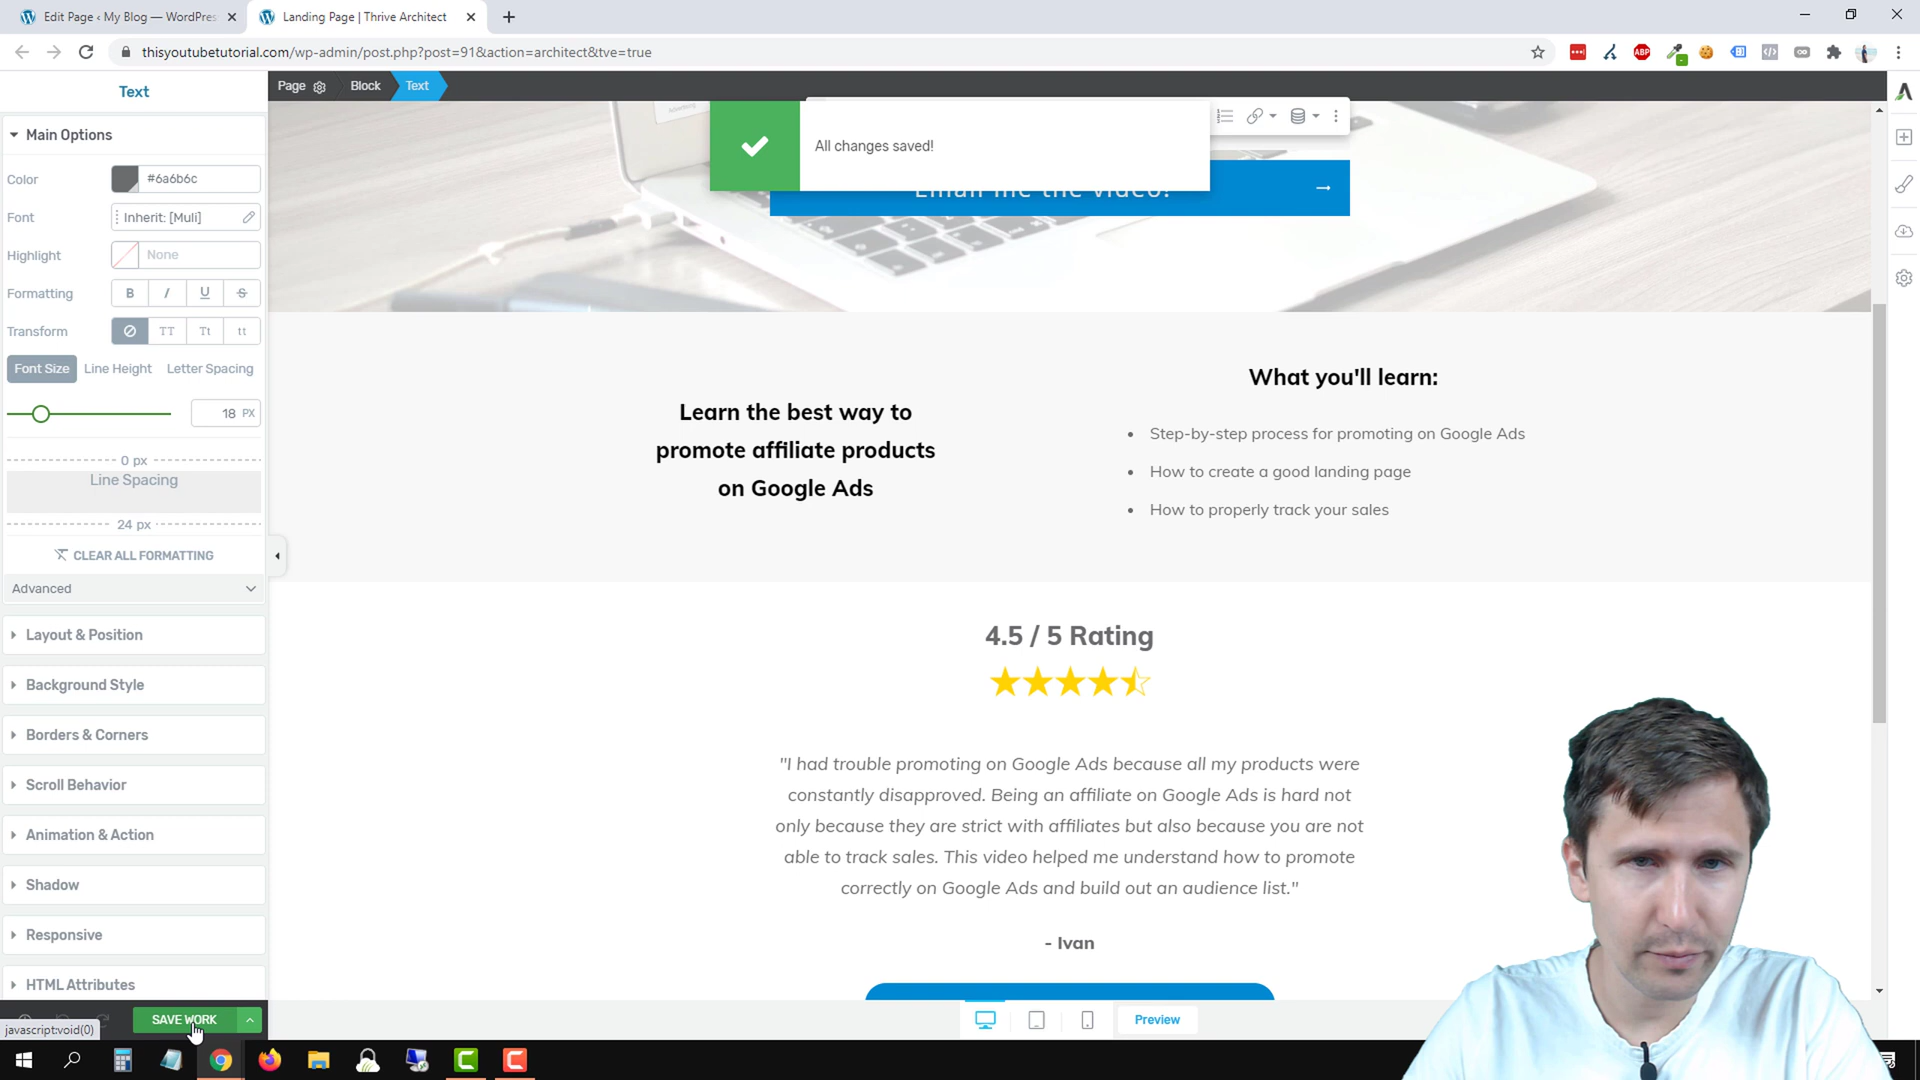 Edit Page ‹ My Blog — WordPres
Landing Page | Thrive Architect
thisyoutubetutorial.com/wp-admin/post.php?post=91&action=architect&tve=true
ABP
Text
Page
Block
Text
Main Options
Color
#6a6b6c
Font
Inherit: [Muli]
Highlight
None
Formatting
B I U S
Transform
TT Tt tt
Font Size
Line Height
Letter Spacing
18 PX
0 px
Line Spacing
24 px
CLEAR ALL FORMATTING
Advanced
Layout & Position
Background Style
Borders & Corners
Scroll Behavior
Animation & Action
Shadow
Responsive
HTML Attributes
SAVE WORK
javascript:void(0)
All changes saved!
Email me the video!
Learn the best way to
promote affiliate products
on Google Ads
What you'll learn:
Step-by-step process for promoting on Google Ads
How to create a good landing page
How to properly track your sales
4.5 / 5 Rating
"I had trouble promoting on Google Ads because all my products were
constantly disapproved. Being an affiliate on Google Ads is hard not
only because they are strict with affiliates but also because you are not
able to track sales. This video helped me understand how to promote
correctly on Google Ads and build out an audience list."
- Ivan
Preview